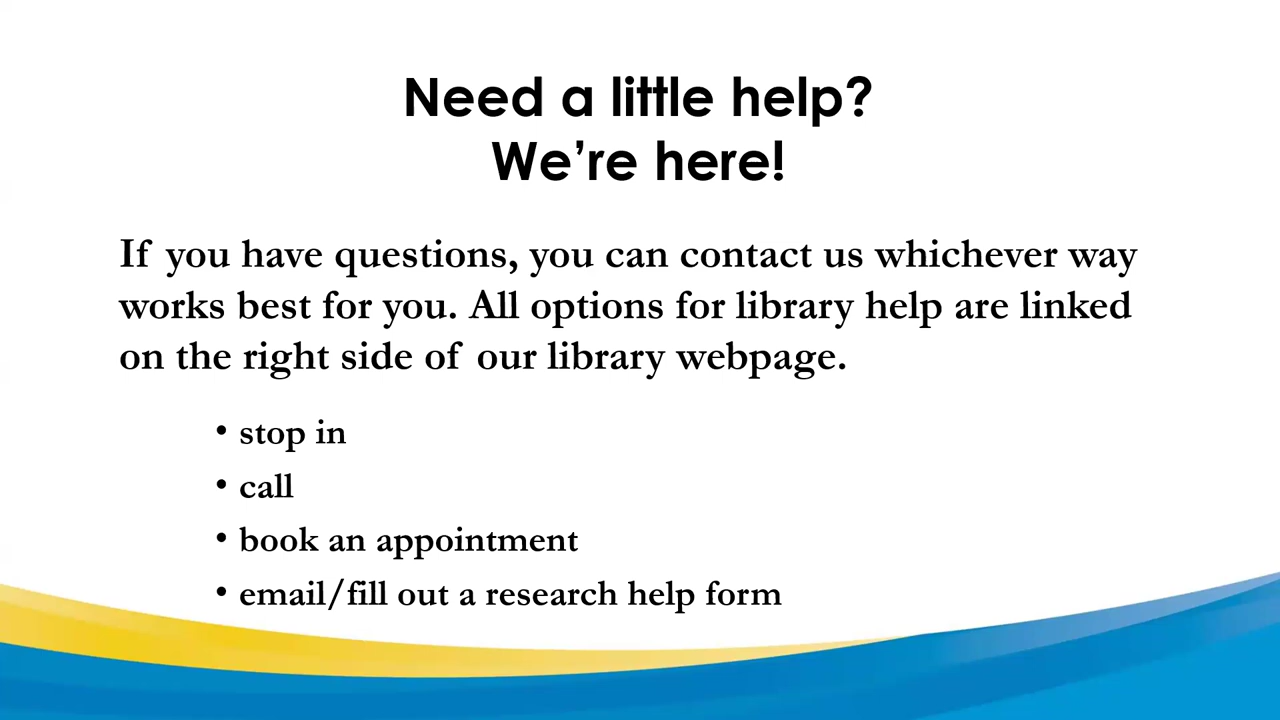 Need a little help?
We’re here!
If you have questions, you can contact us whichever way
works best for you. All options for library help are linked
on the right side of our library webpage.
• stop in
• call
• book an appointment
• email/fill out a research help form